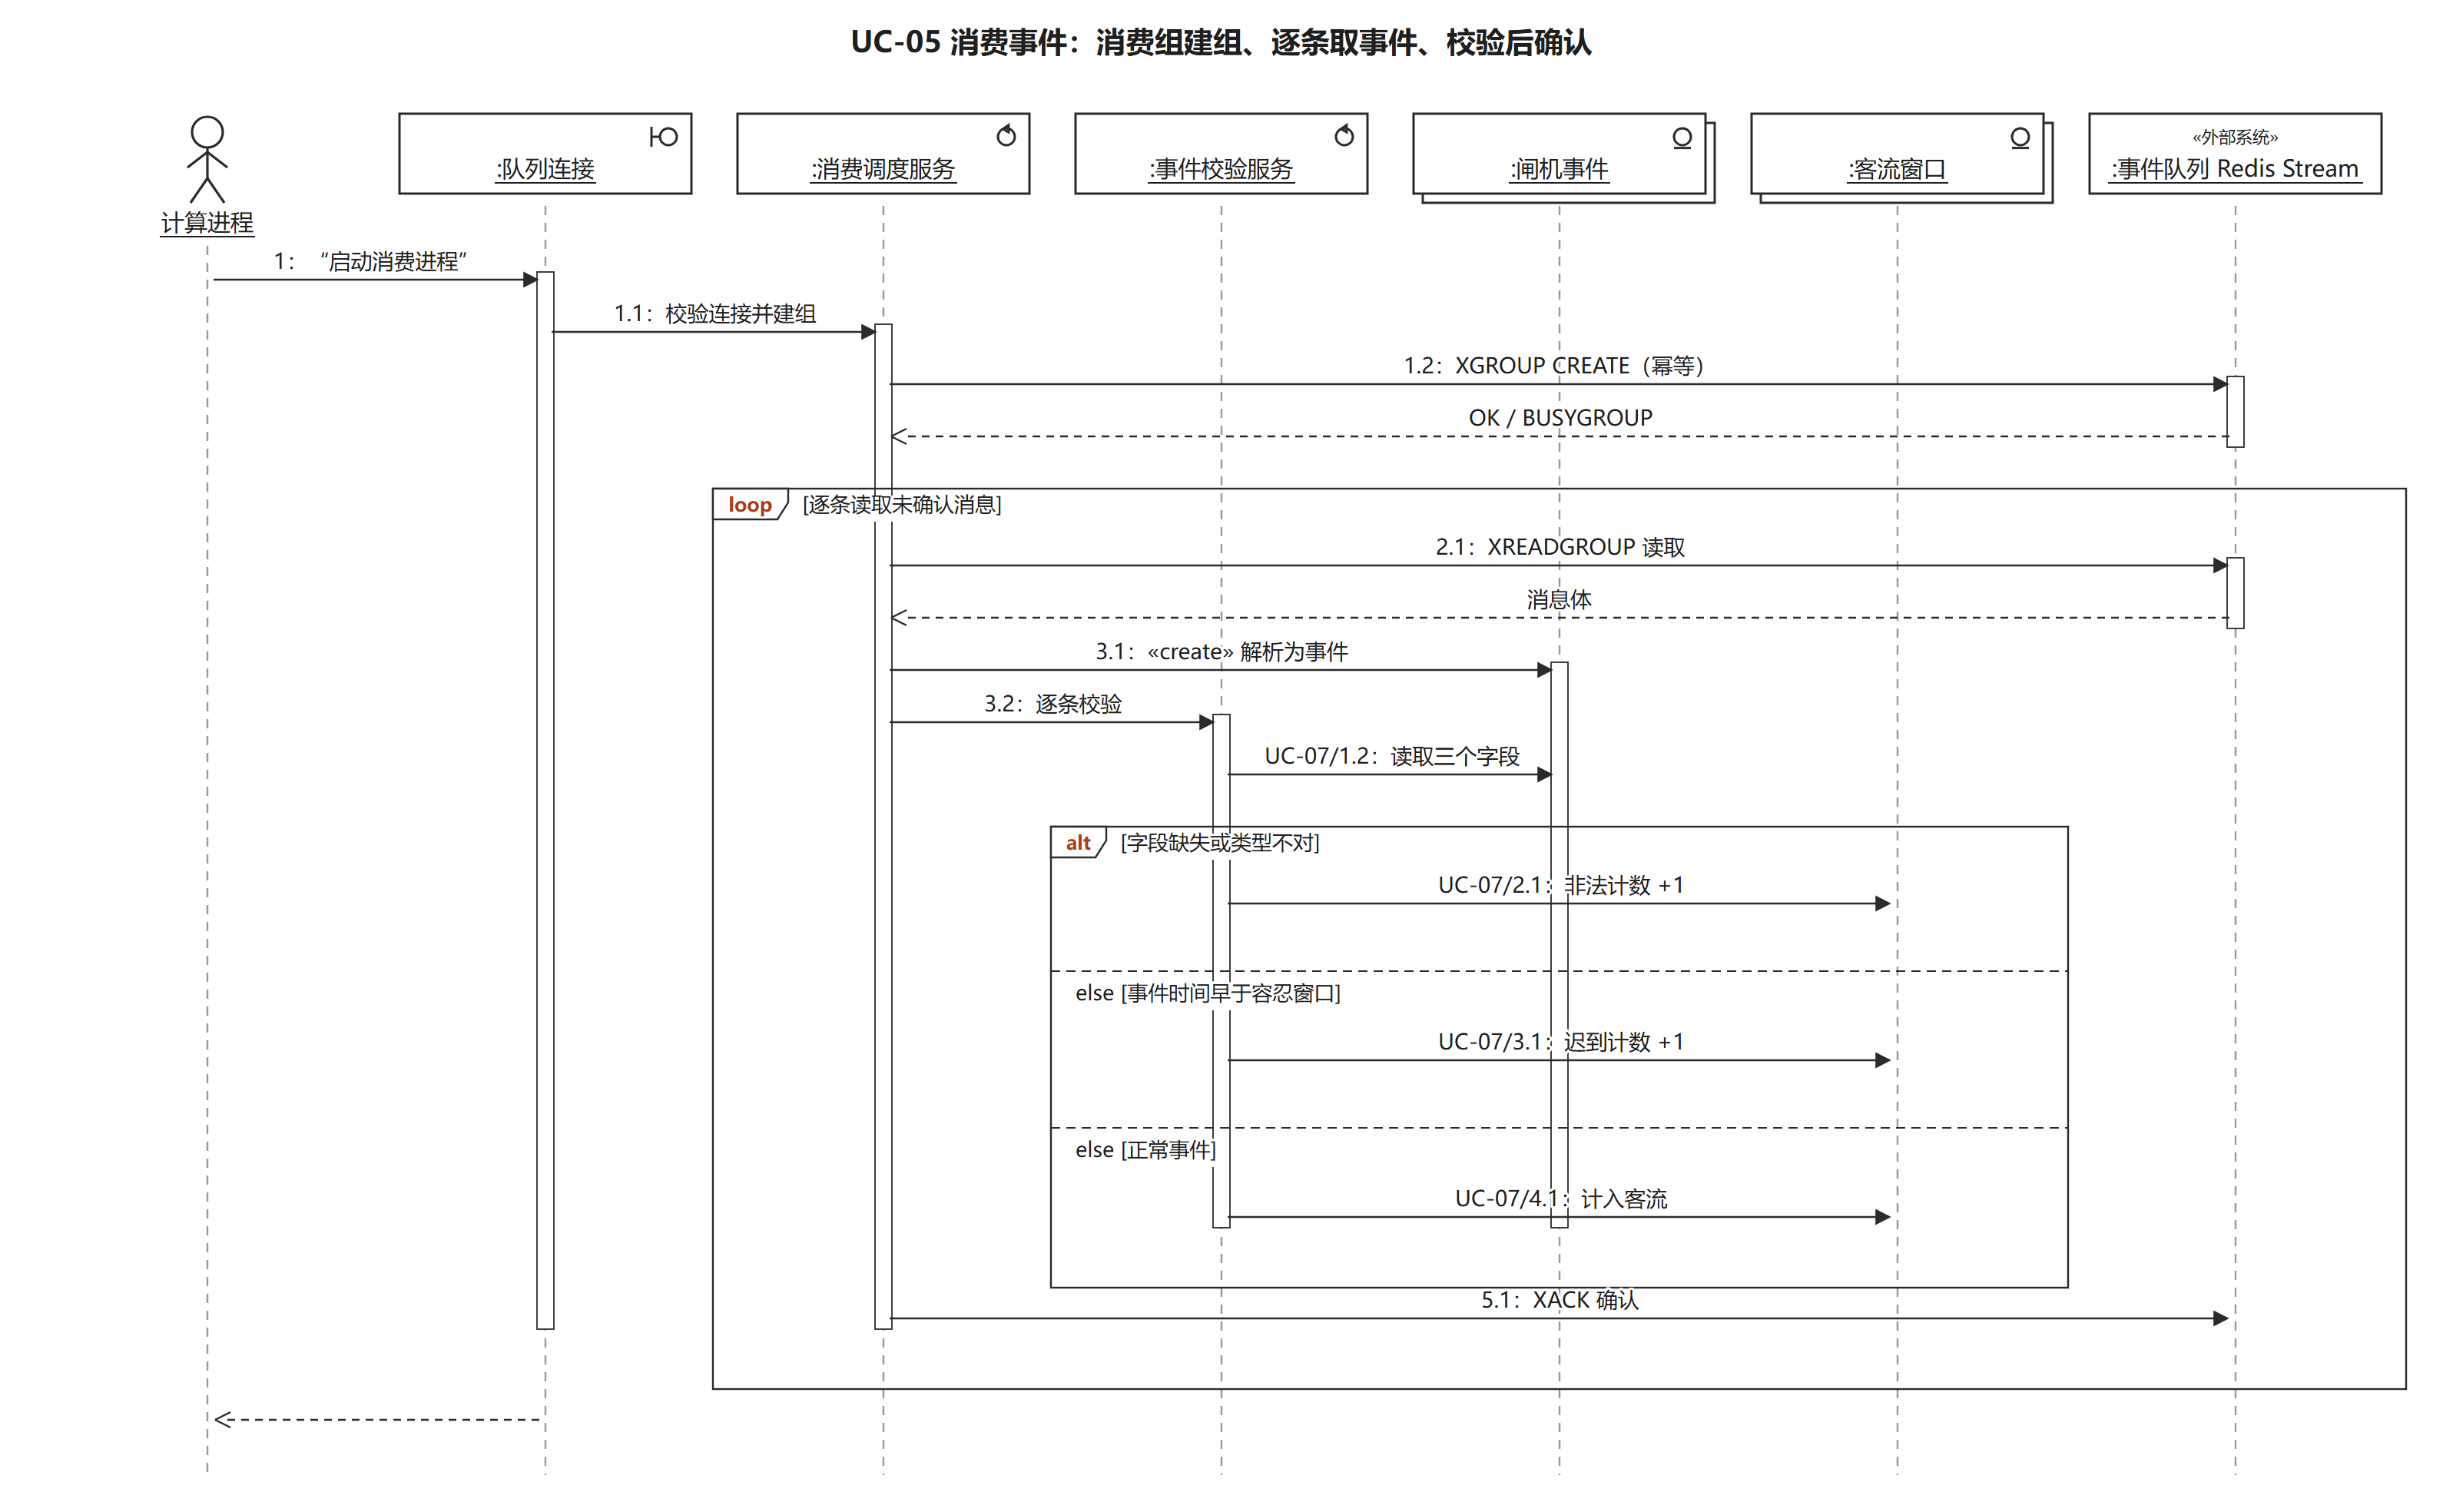 UC-05 消费事件：消费组建组、逐条取事件、校验后确认
计算进程
:队列连接
:消费调度服务
:事件校验服务
:闸机事件
:客流窗口
«外部系统»
:事件队列 Redis Stream
1：“启动消费进程”
1.1：校验连接并建组
1.2：XGROUP CREATE（幂等）
OK / BUSYGROUP
loop [逐条读取未确认消息]
2.1：XREADGROUP 读取
消息体
3.1：«create» 解析为事件
3.2：逐条校验
UC-07/1.2：读取三个字段
alt [字段缺失或类型不对]
UC-07/2.1：非法计数 +1
else [事件时间早于容忍窗口]
UC-07/3.1：迟到计数 +1
else [正常事件]
UC-07/4.1：计入客流
5.1：XACK 确认